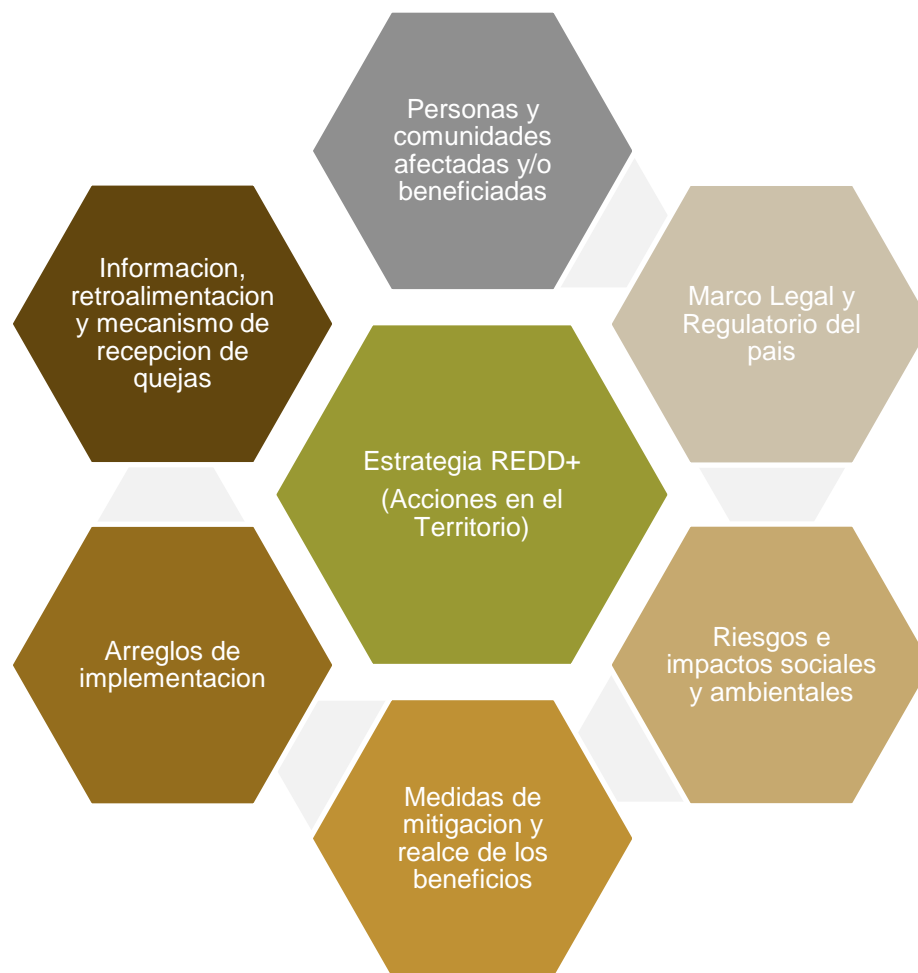 Personas y
comunidades
afectadas y/o
beneficiadas
Informacion,
retroalimentacion
y mecanismo de
recepcion de
quejas
Marco Legal y
Regulatorio del
pais
Estrategia REDD+
(Acciones en el
Territorio)
Arreglos de
implementacion
Riesgos e
impactos sociales
y ambientales
Medidas de
mitigacion y
realce de los
beneficios